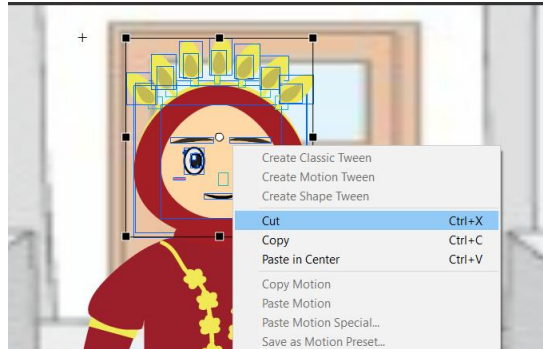 Create Classic Tween
Create Motion Tween
Create Shape Tween
Cut Ctrl+X
Copy Ctrl+C
Paste in Center Ctrl+V
Copy Motion
Paste Motion
Paste Motion Special...
Save as Motion Preset...